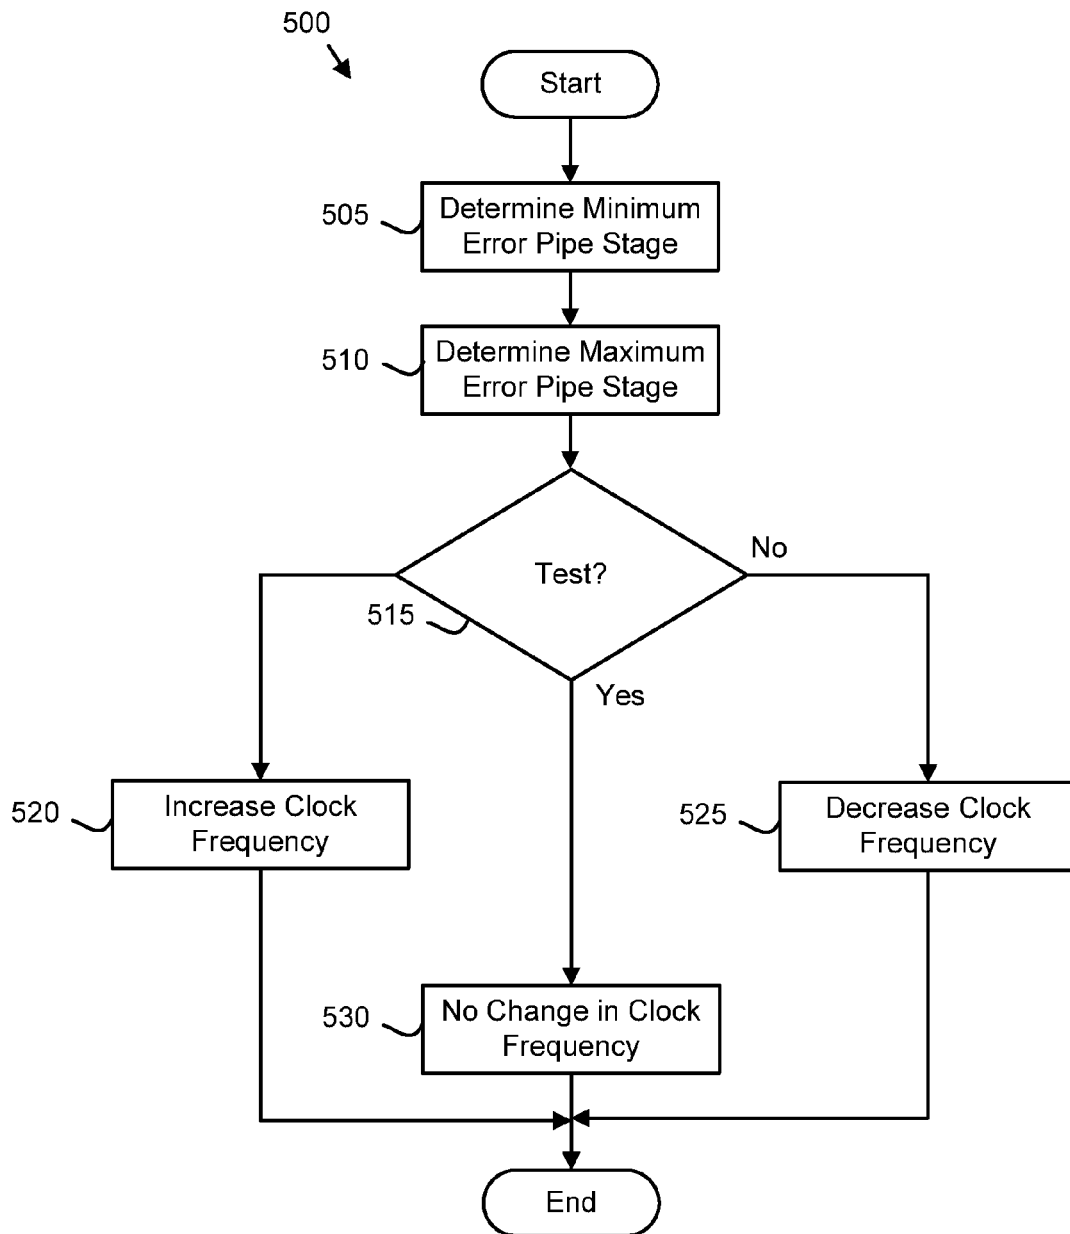 500
Start
505
Determine Minimum
Error Pipe Stage
510
Determine Maximum
Error Pipe Stage
No
Test?
515
Yes
520
Increase Clock
Frequency
525
Decrease Clock
Frequency
530
No Change in Clock
Frequency
End